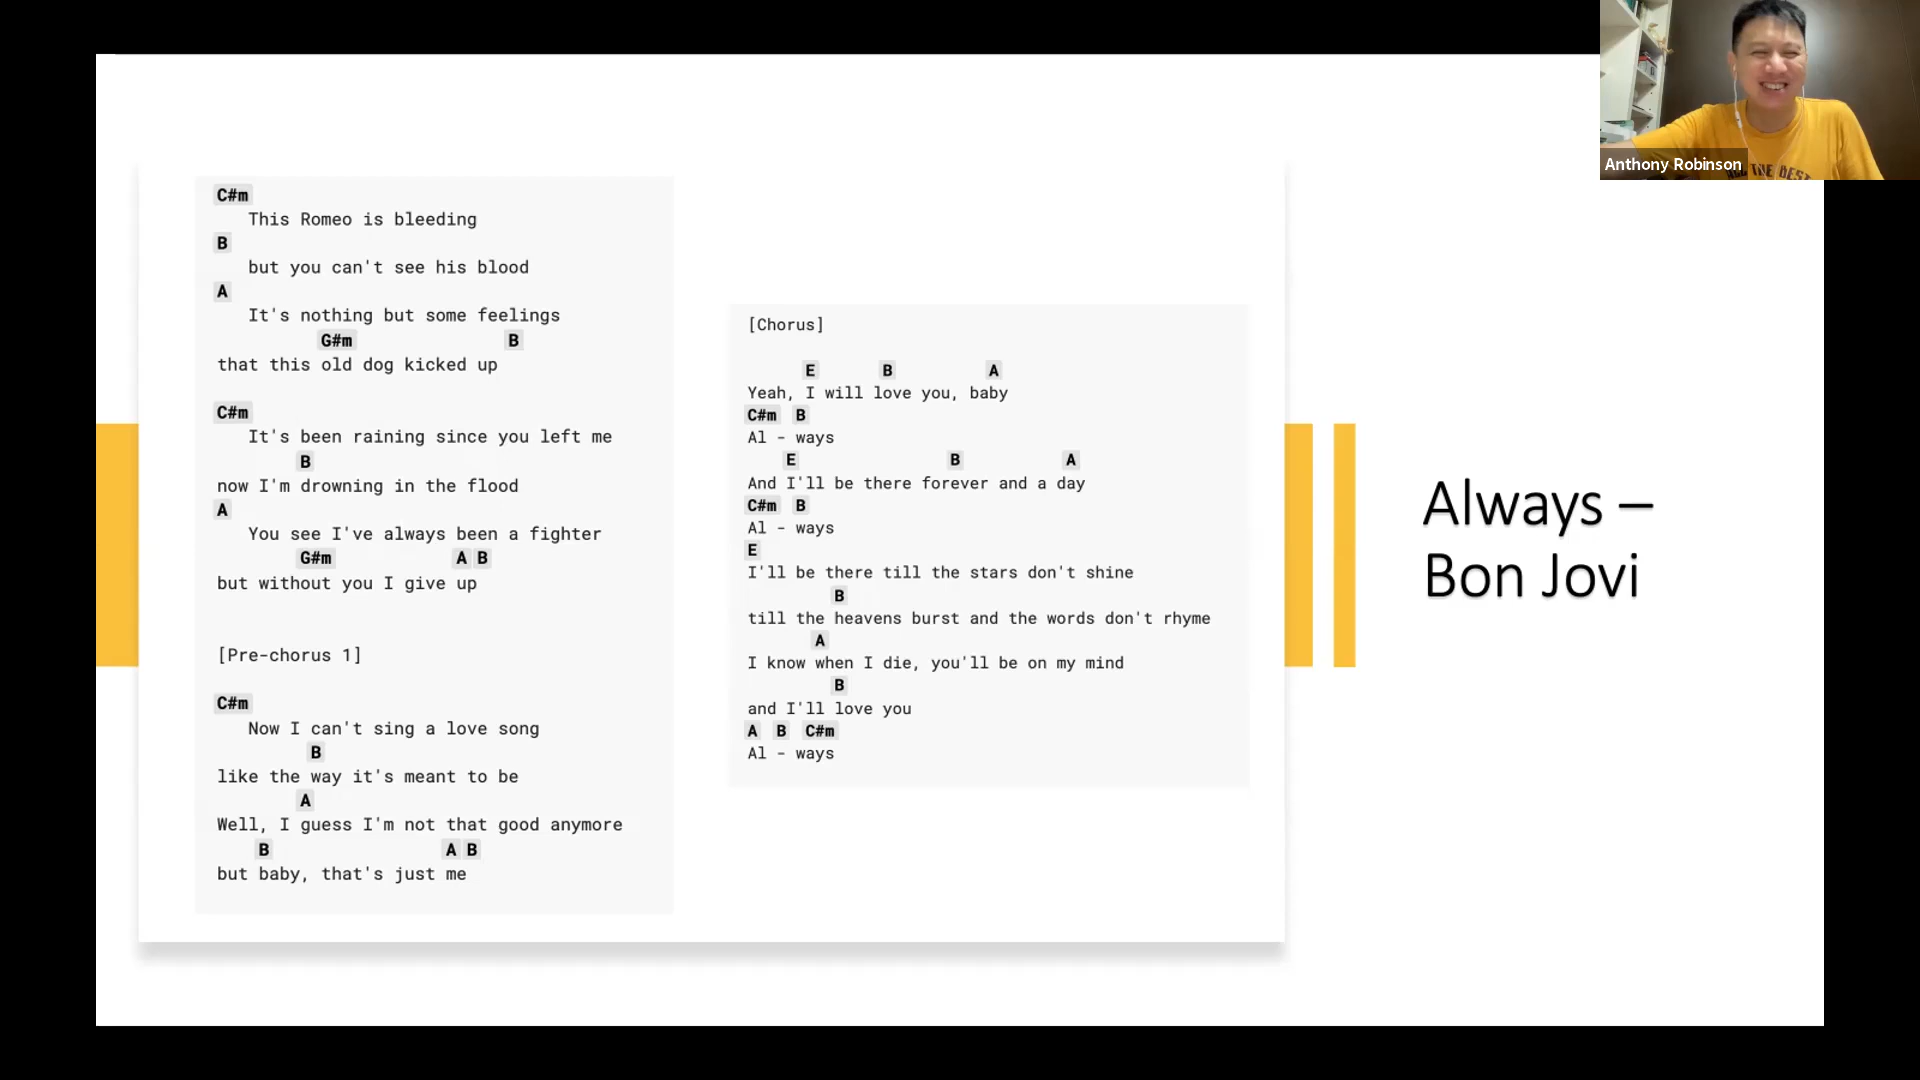 C#m
This Romeo is bleeding
B
but you can't see his blood
A
It's nothing but some feelings
G#m B
that this old dog kicked up
C#m
It's been raining since you left me
B
now I'm drowning in the flood
A
You see I've always been a fighter
G#m A B
but without you I give up
[Pre-chorus 1]
C#m
Now I can't sing a love song
B
like the way it's meant to be
A
Well, I guess I'm not that good anymore
B A B
but baby, that's just me
[Chorus]
E B A
Yeah, I will love you, baby
C#m B
Al - ways
E B A
And I'll be there forever and a day
C#m B
Al - ways
E
I'll be there till the stars don't shine
B
till the heavens burst and the words don't rhyme
A
I know when I die, you'll be on my mind
B
and I'll love you
A B C#m
Al - ways
Always –
Bon Jovi
Anthony Robinson
ALL THE BEST